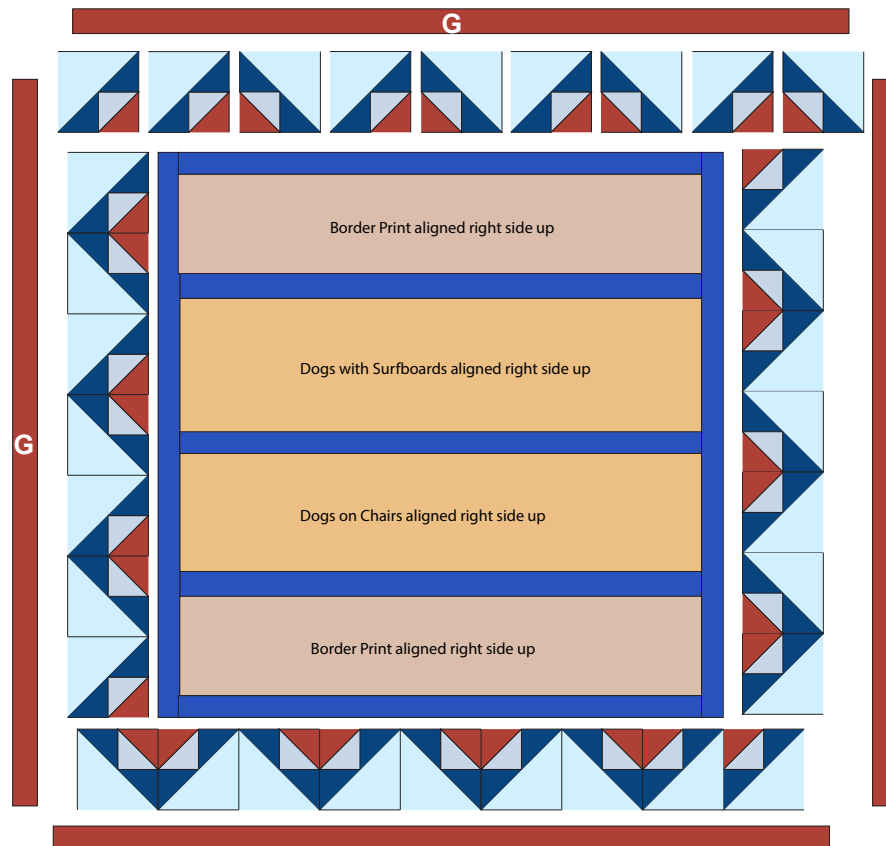 G
Border Print aligned right side up
Dogs with Surfboards aligned right side up
G
Dogs on Chairs aligned right side up
Border Print aligned right side up